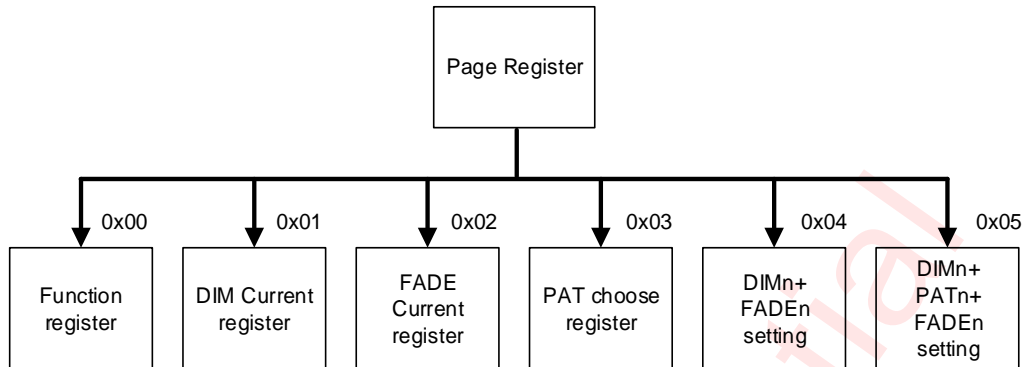 Page Register
0x00
0x01
0x02
0x03
0x04
0x05
Function
register
DIM Current
register
FADE
Current
register
PAT choose
register
DIMn+
FADEn
setting
DIMn+
PATn+
FADEn
setting